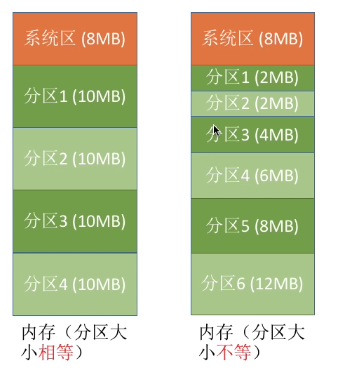 系统区 (8MB)
分区1 (10MB)
分区2 (10MB)
分区3 (10MB)
分区4 (10MB)
内存（分区大
小相等）
系统区 (8MB)
分区1 (2MB)
分区2 (2MB)
分区3 (4MB)
分区4 (6MB)
分区5 (8MB)
分区6 (12MB)
内存（分区大
小不等）